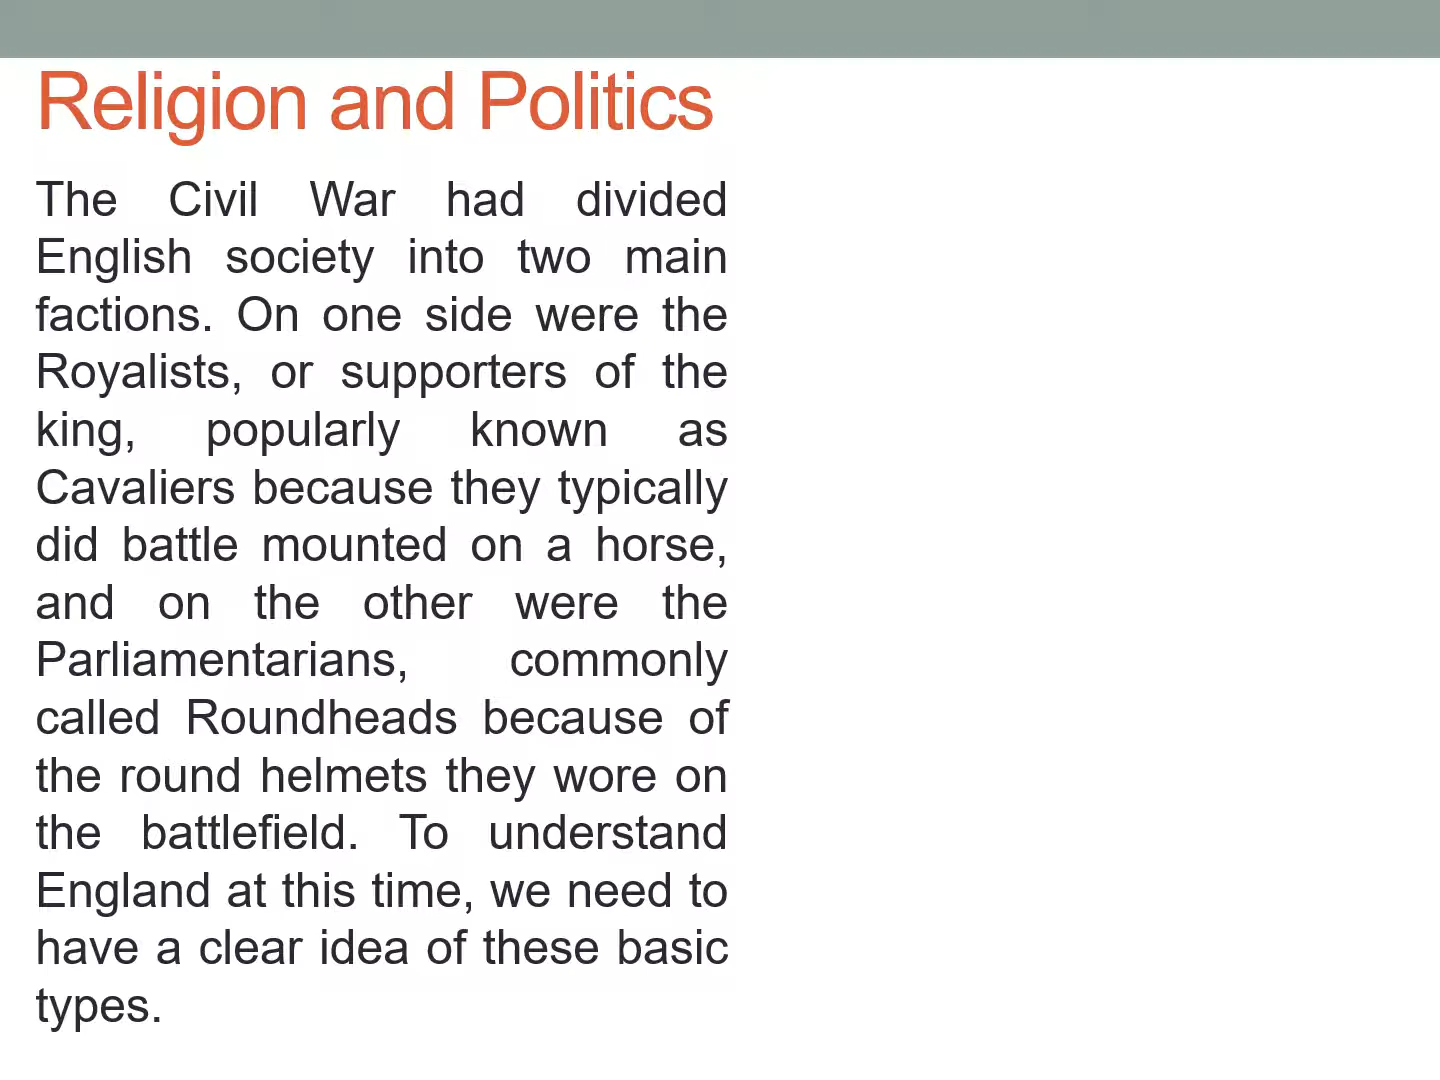 Religion and Politics
The Civil War had divided
English society into two main
factions. On one side were the
Royalists, or supporters of the
king, popularly known as
Cavaliers because they typically
did battle mounted on a horse,
and on the other were the
Parliamentarians, commonly
called Roundheads because of
the round helmets they wore on
the battlefield. To understand
England at this time, we need to
have a clear idea of these basic
types.